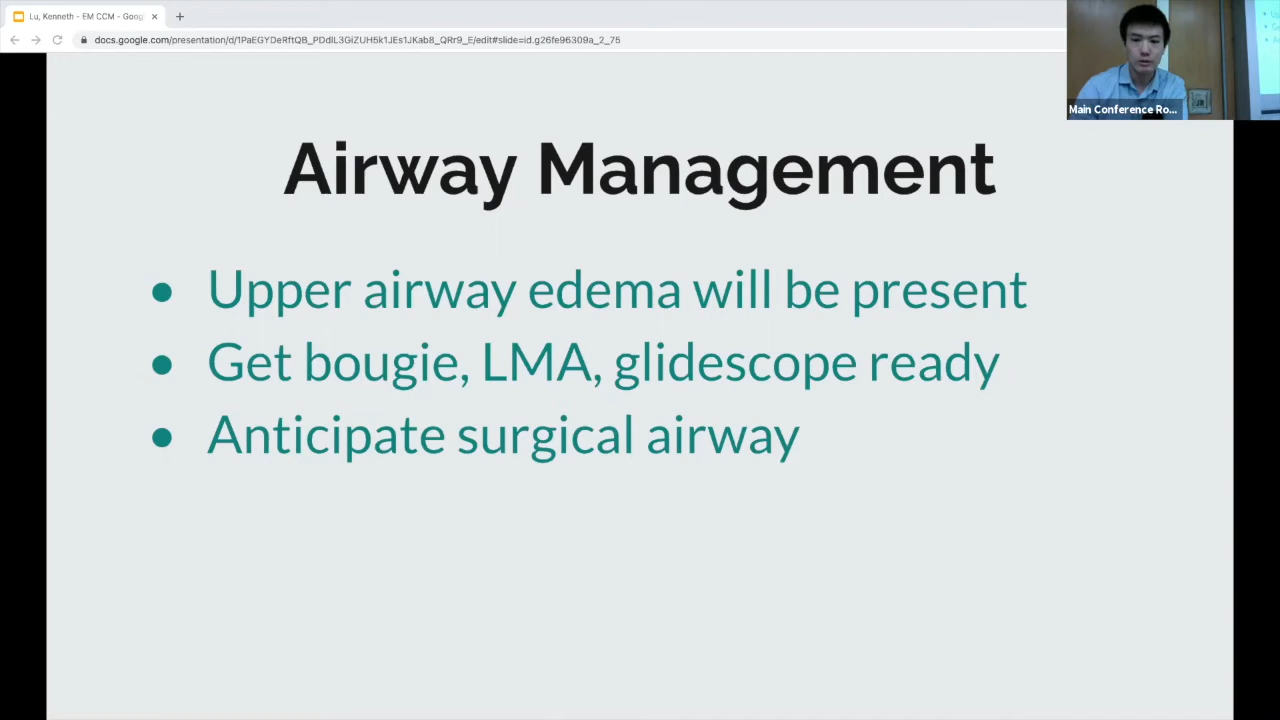 Lu, Kenneth - EM CCM - Goog
docs.google.com/presentation/d/1PaEGYDeRftQB_PDdlL3GiZUH5k1JEs1JKab8_QRr9_E/edit#slide=id.g26fe96309a_2_75
Main Conference Ro...
Airway Management
● Upper airway edema will be present
● Get bougie, LMA, glidescope ready
● Anticipate surgical airway